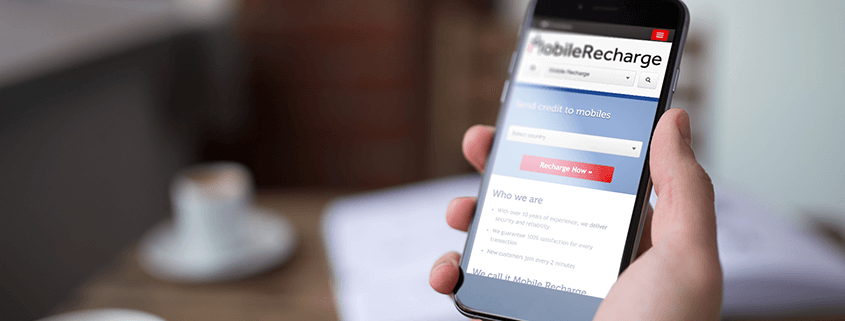 MobileRecharge
Mobile Recharge
Send credit to mobiles
Select country
Recharge Now
Who we are
With over 10 years of experience, we deliver
security and reliability
We guarantee 100% satisfaction for every
transaction.
New customers join every 2 minutes
We call it Mobile Recharge